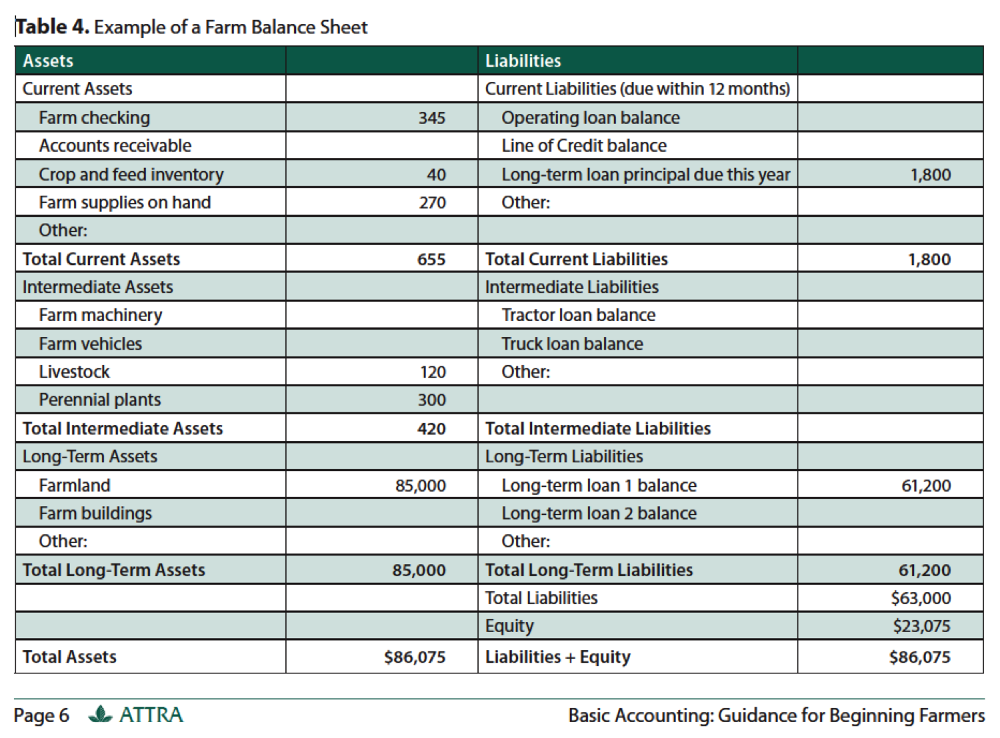 Table 4. Example of a Farm Balance Sheet
Assets Liabilities
Current Assets Current Liabilities (due within 12 months)
Farm checking 345 Operating loan balance
Accounts receivable Line of Credit balance
Crop and feed inventory 40 Long-term loan principal due this year 1,800
Farm supplies on hand 270 Other:
Other:
Total Current Assets 655 Total Current Liabilities 1,800
Intermediate Assets Intermediate Liabilities
Farm machinery Tractor loan balance
Farm vehicles Truck loan balance
Livestock 120 Other:
Perennial plants 300
Total Intermediate Assets 420 Total Intermediate Liabilities
Long-Term Assets Long-Term Liabilities
Farmland 85,000 Long-term loan 1 balance 61,200
Farm buildings Long-term loan 2 balance
Other: Other:
Total Long-Term Assets 85,000 Total Long-Term Liabilities 61,200
Total Liabilities $63,000
Equity $23,075
Total Assets $86,075 Liabilities + Equity $86,075
Page 6 ATTRA Basic Accounting: Guidance for Beginning Farmers